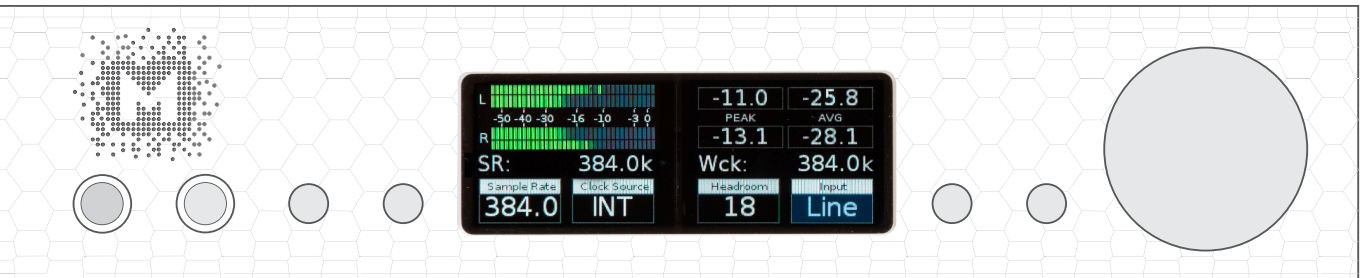 L
-50 -40 -30 -16 -10 -3 0
R
SR: 384.0k
Sample Rate Clock Source
384.0 INT
-11.0 -25.8
PEAK AVG
-13.1 -28.1
Wck: 384.0k
Headroom Input
18 Line